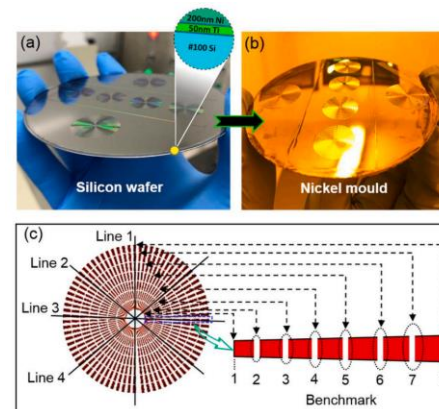 (a)
200nm Ni
50nm Ti
#100 Si
Silicon wafer
(b)
Nickel mould
(c)
Line 1
Line 2
Line 3
Line 4
1 2 3 4 5 6 7
Benchmark